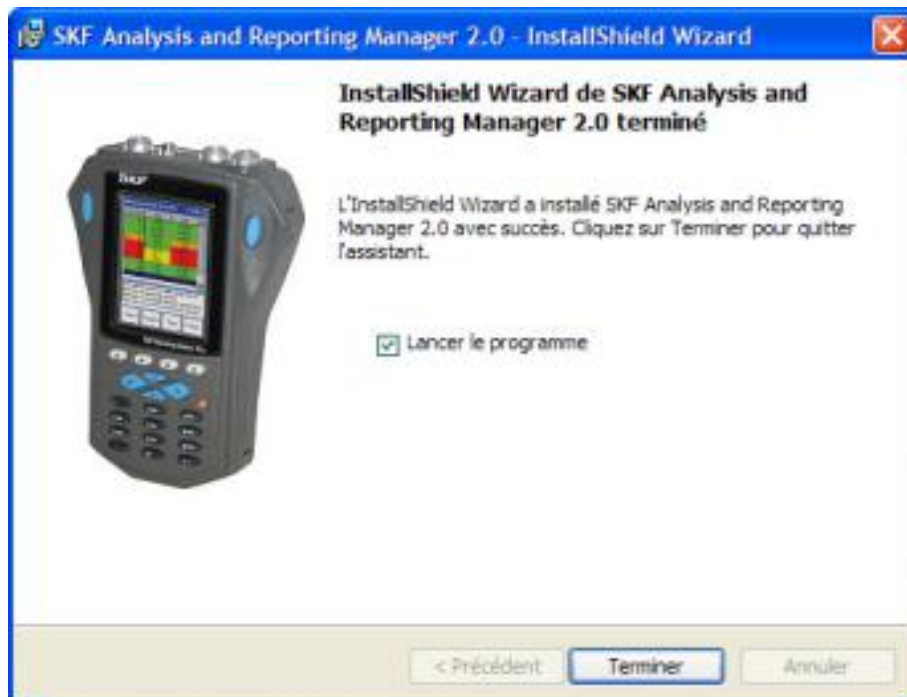 SKF Analysis and Reporting Manager 2.0 - InstallShield Wizard
InstallShield Wizard de SKF Analysis and
Reporting Manager 2.0 terminé
L'InstallShield Wizard a installé SKF Analysis and Reporting
Manager 2.0 avec succès. Cliquez sur Terminer pour quitter
l'assistant.
Lancer le programme
< Précédent
Terminer
Annuler